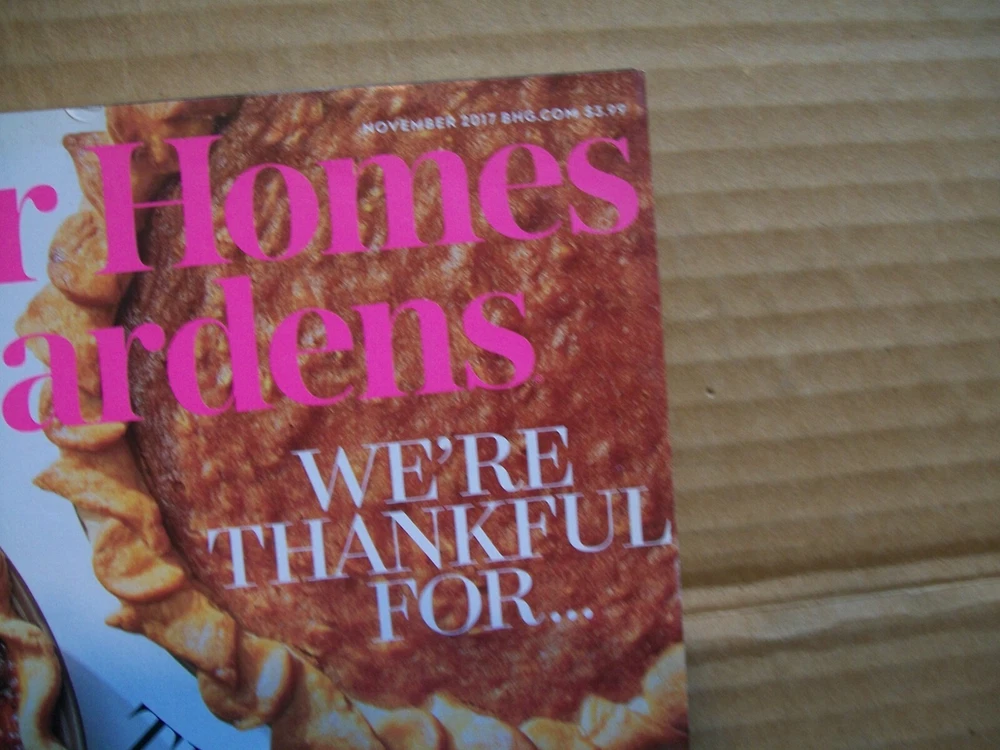 NOVEMBER 2017 BHG.COM $3.99
r Homes
ardens
WE'RE
THANKFUL
FOR...